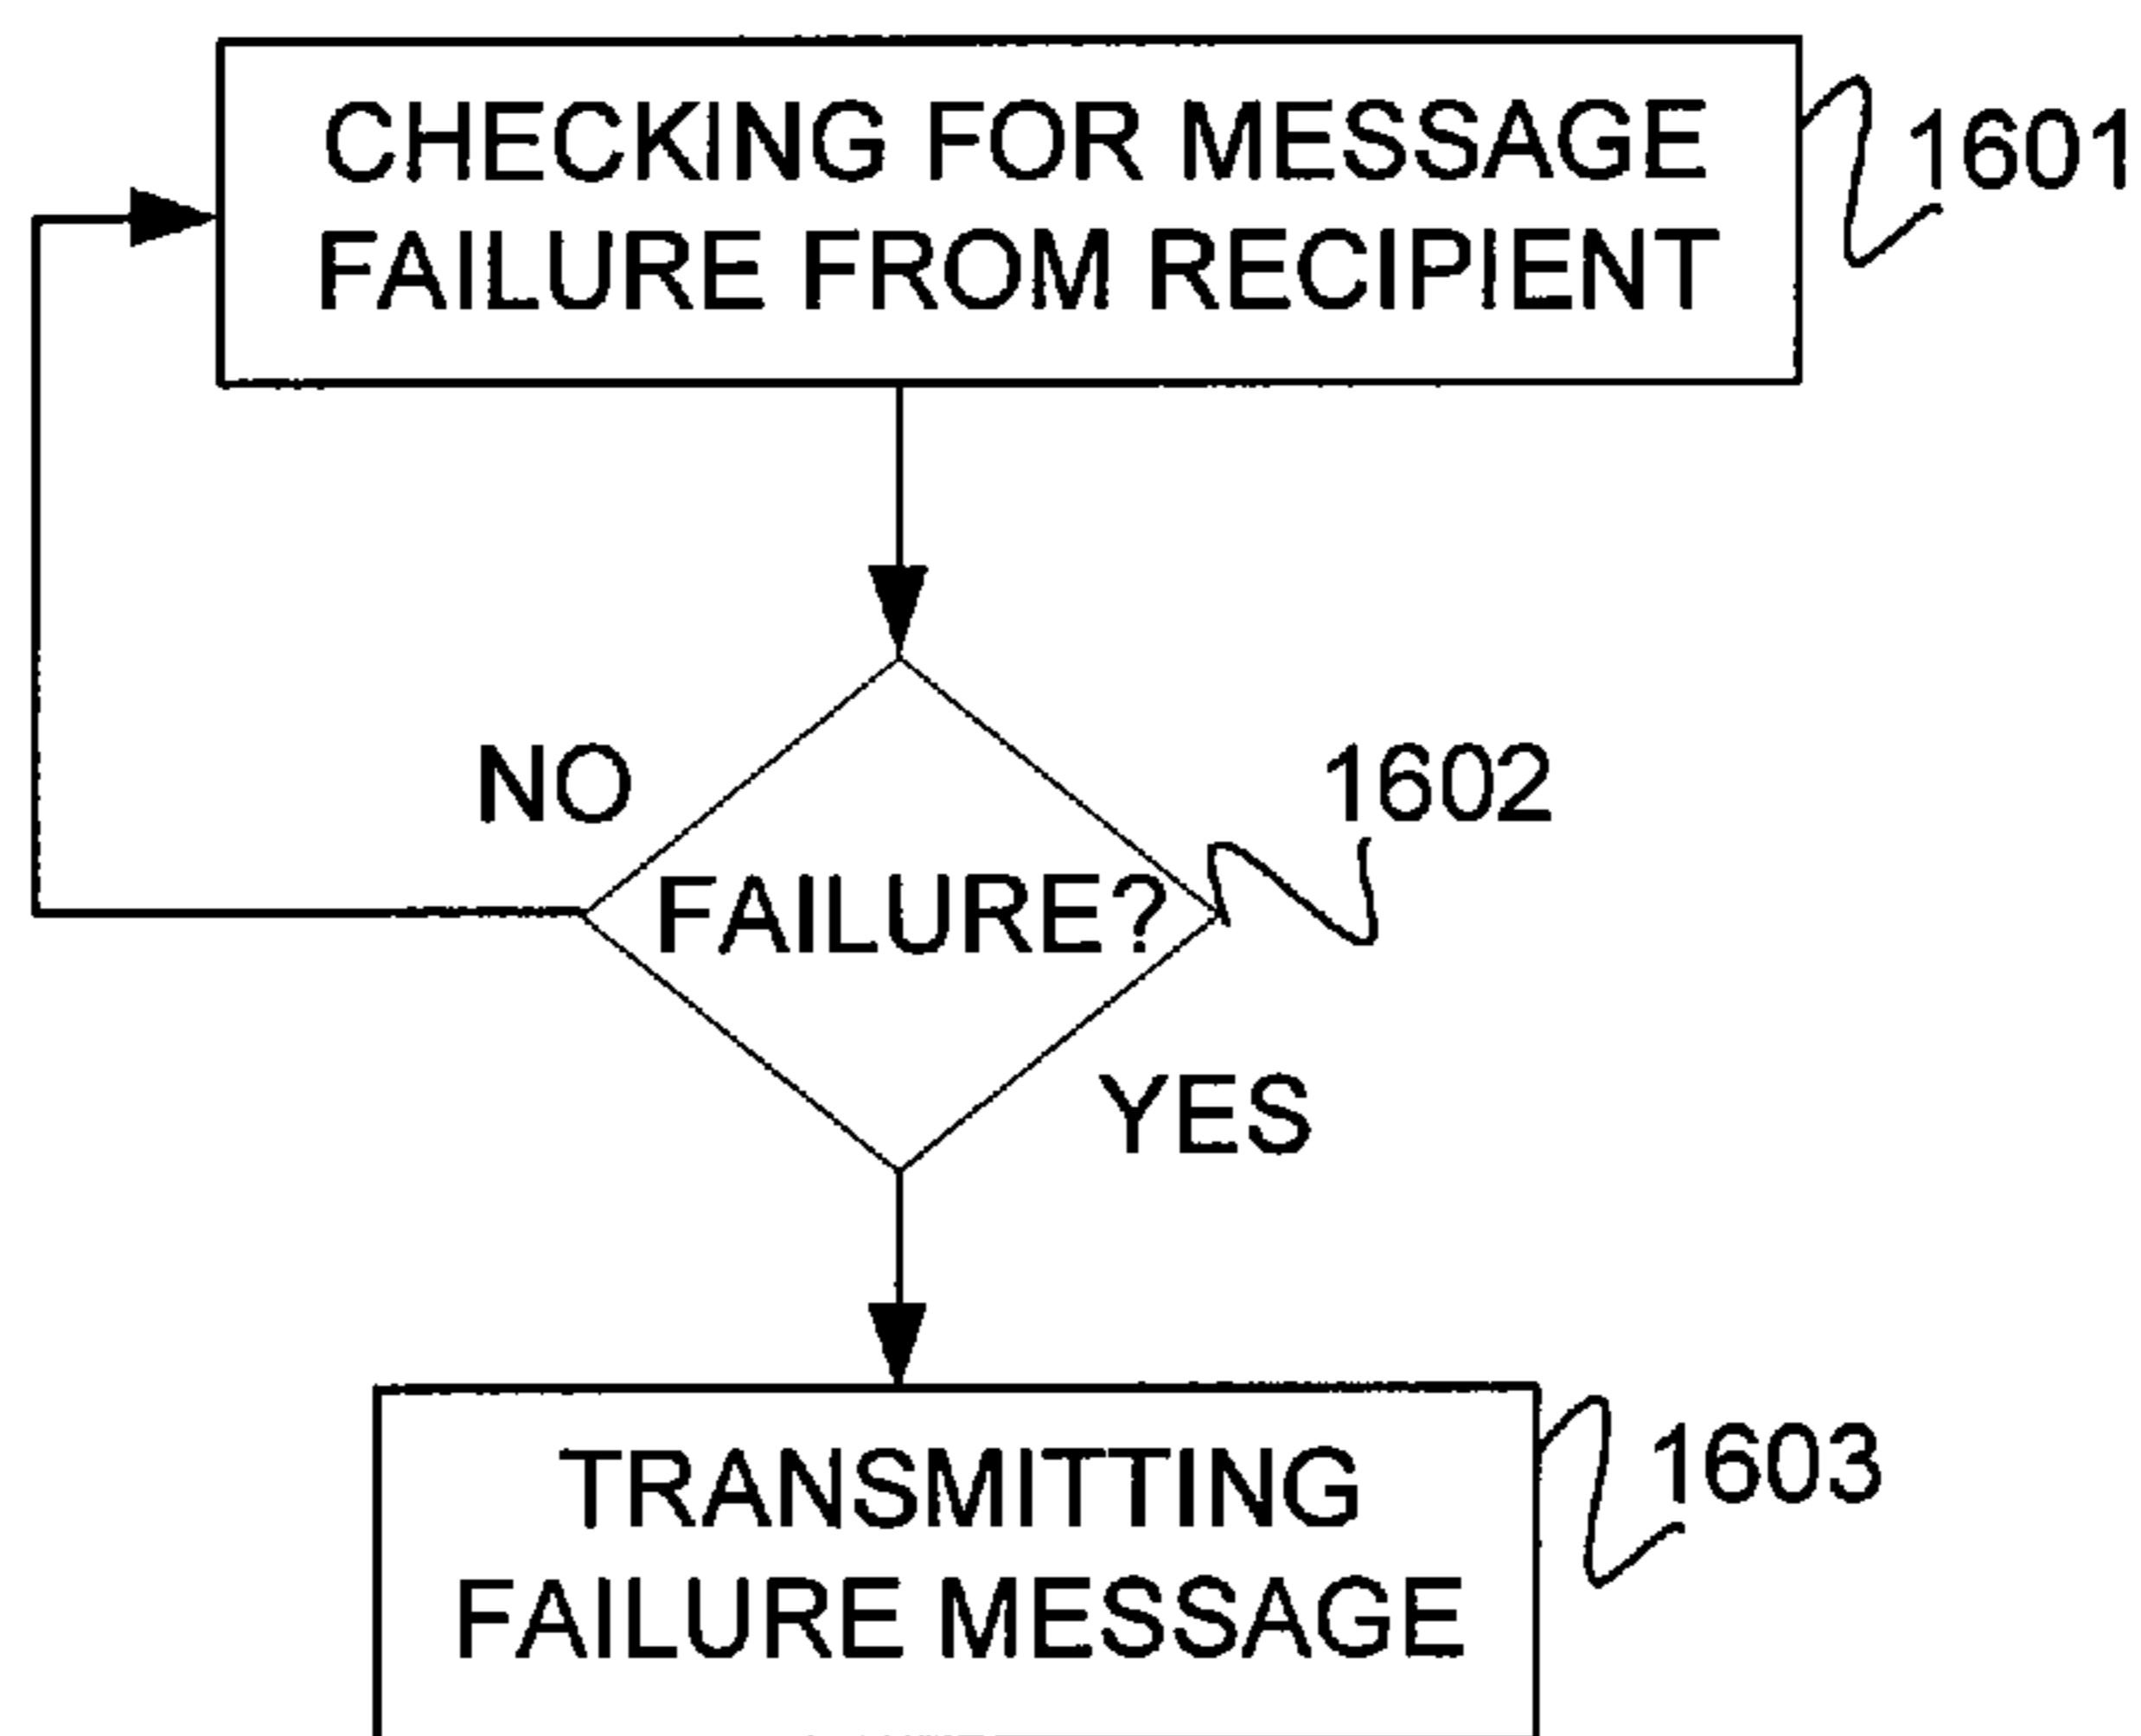 CHECKING FOR MESSAGE
FAILURE FROM RECIPIENT
1601
NO
1602
FAILURE?
YES
TRANSMITTING
FAILURE MESSAGE
1603